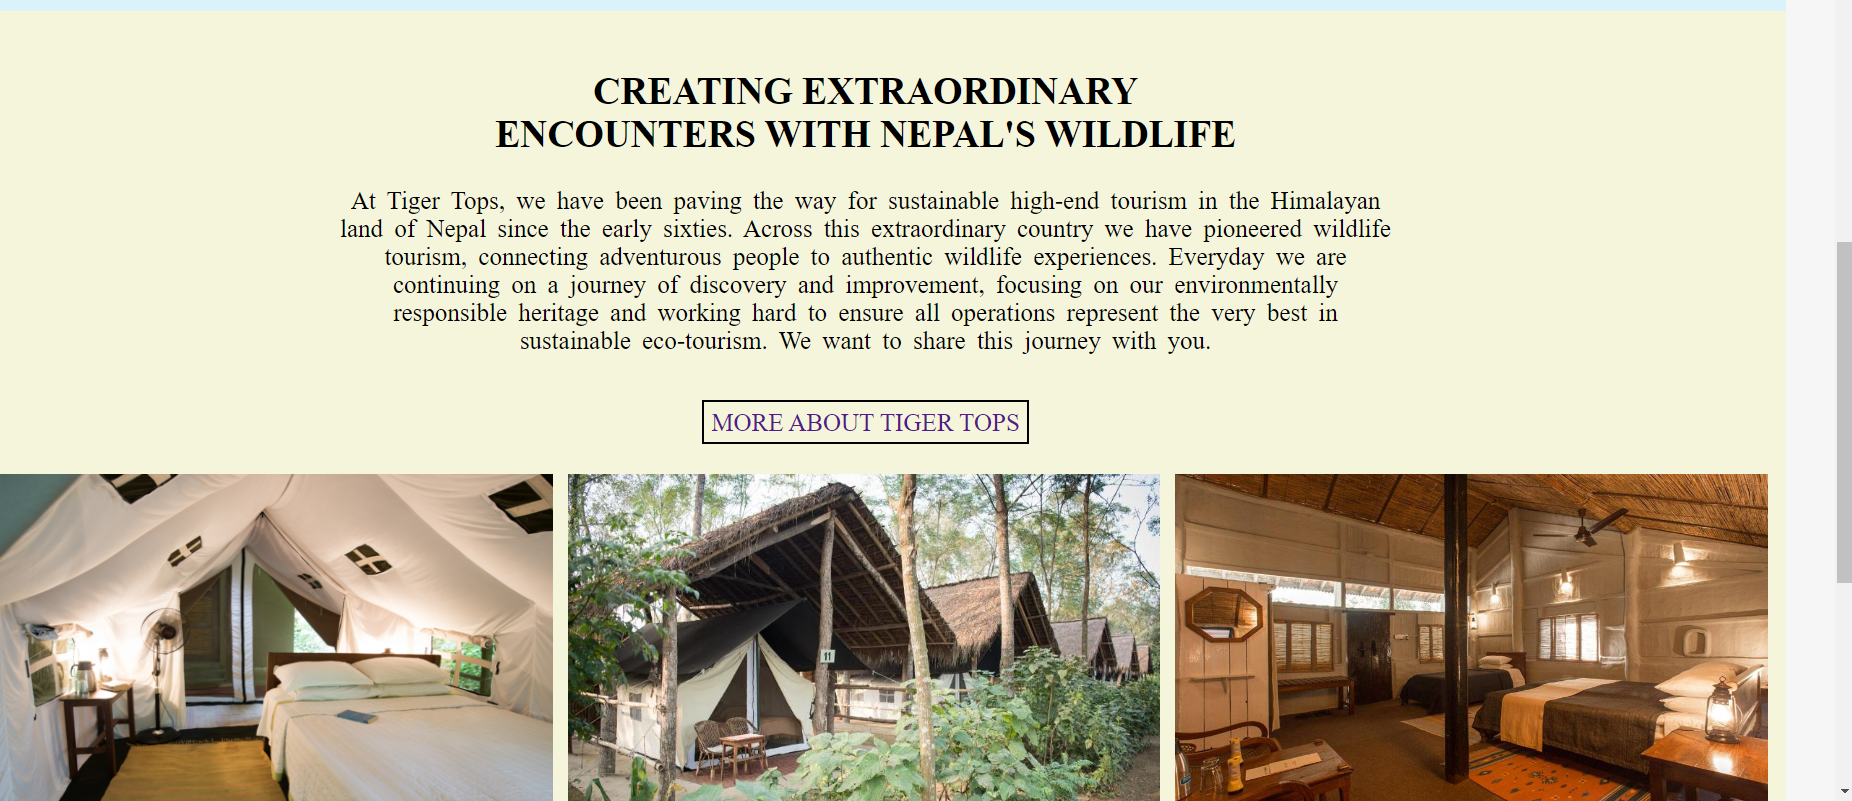 CREATING EXTRAORDINARY
ENCOUNTERS WITH NEPAL'S WILDLIFE
At Tiger Tops, we have been paving the way for sustainable high-end tourism in the Himalayan
land of Nepal since the early sixties. Across this extraordinary country we have pioneered wildlife
tourism, connecting adventurous people to authentic wildlife experiences. Everyday we are
continuing on a journey of discovery and improvement, focusing on our environmentally
responsible heritage and working hard to ensure all operations represent the very best in
sustainable eco-tourism. We want to share this journey with you.
MORE ABOUT TIGER TOPS
11